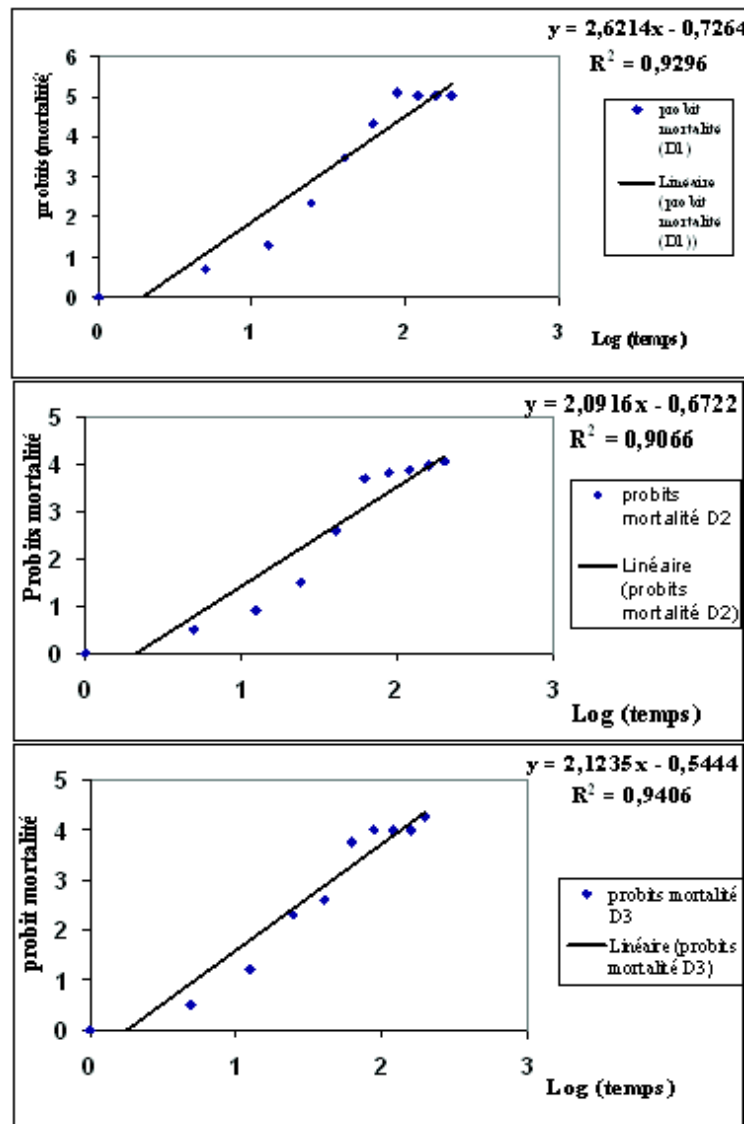 y = 2,6214x - 0,7264
R² = 0,9296
probits (mortalité)
6
5
4
3
2
1
0
0
1
2
3
Log (temps)
probit
mortalité
(D1)
Linéaire
(probit
mortalité
(D1))
y = 2,0916x - 0,6722
R² = 0,9066
Probits mortalité
5
4
3
2
1
0
0
1
2
3
Log (temps)
probits
mortalité D2
Linéaire
(probits
mortalité D2)
y = 2,1235x - 0,5444
R² = 0,9406
probit mortalité
5
4
3
2
1
0
0
1
2
3
Log (temps)
probits mortalité
D3
Linéaire (probits
mortalité D3)